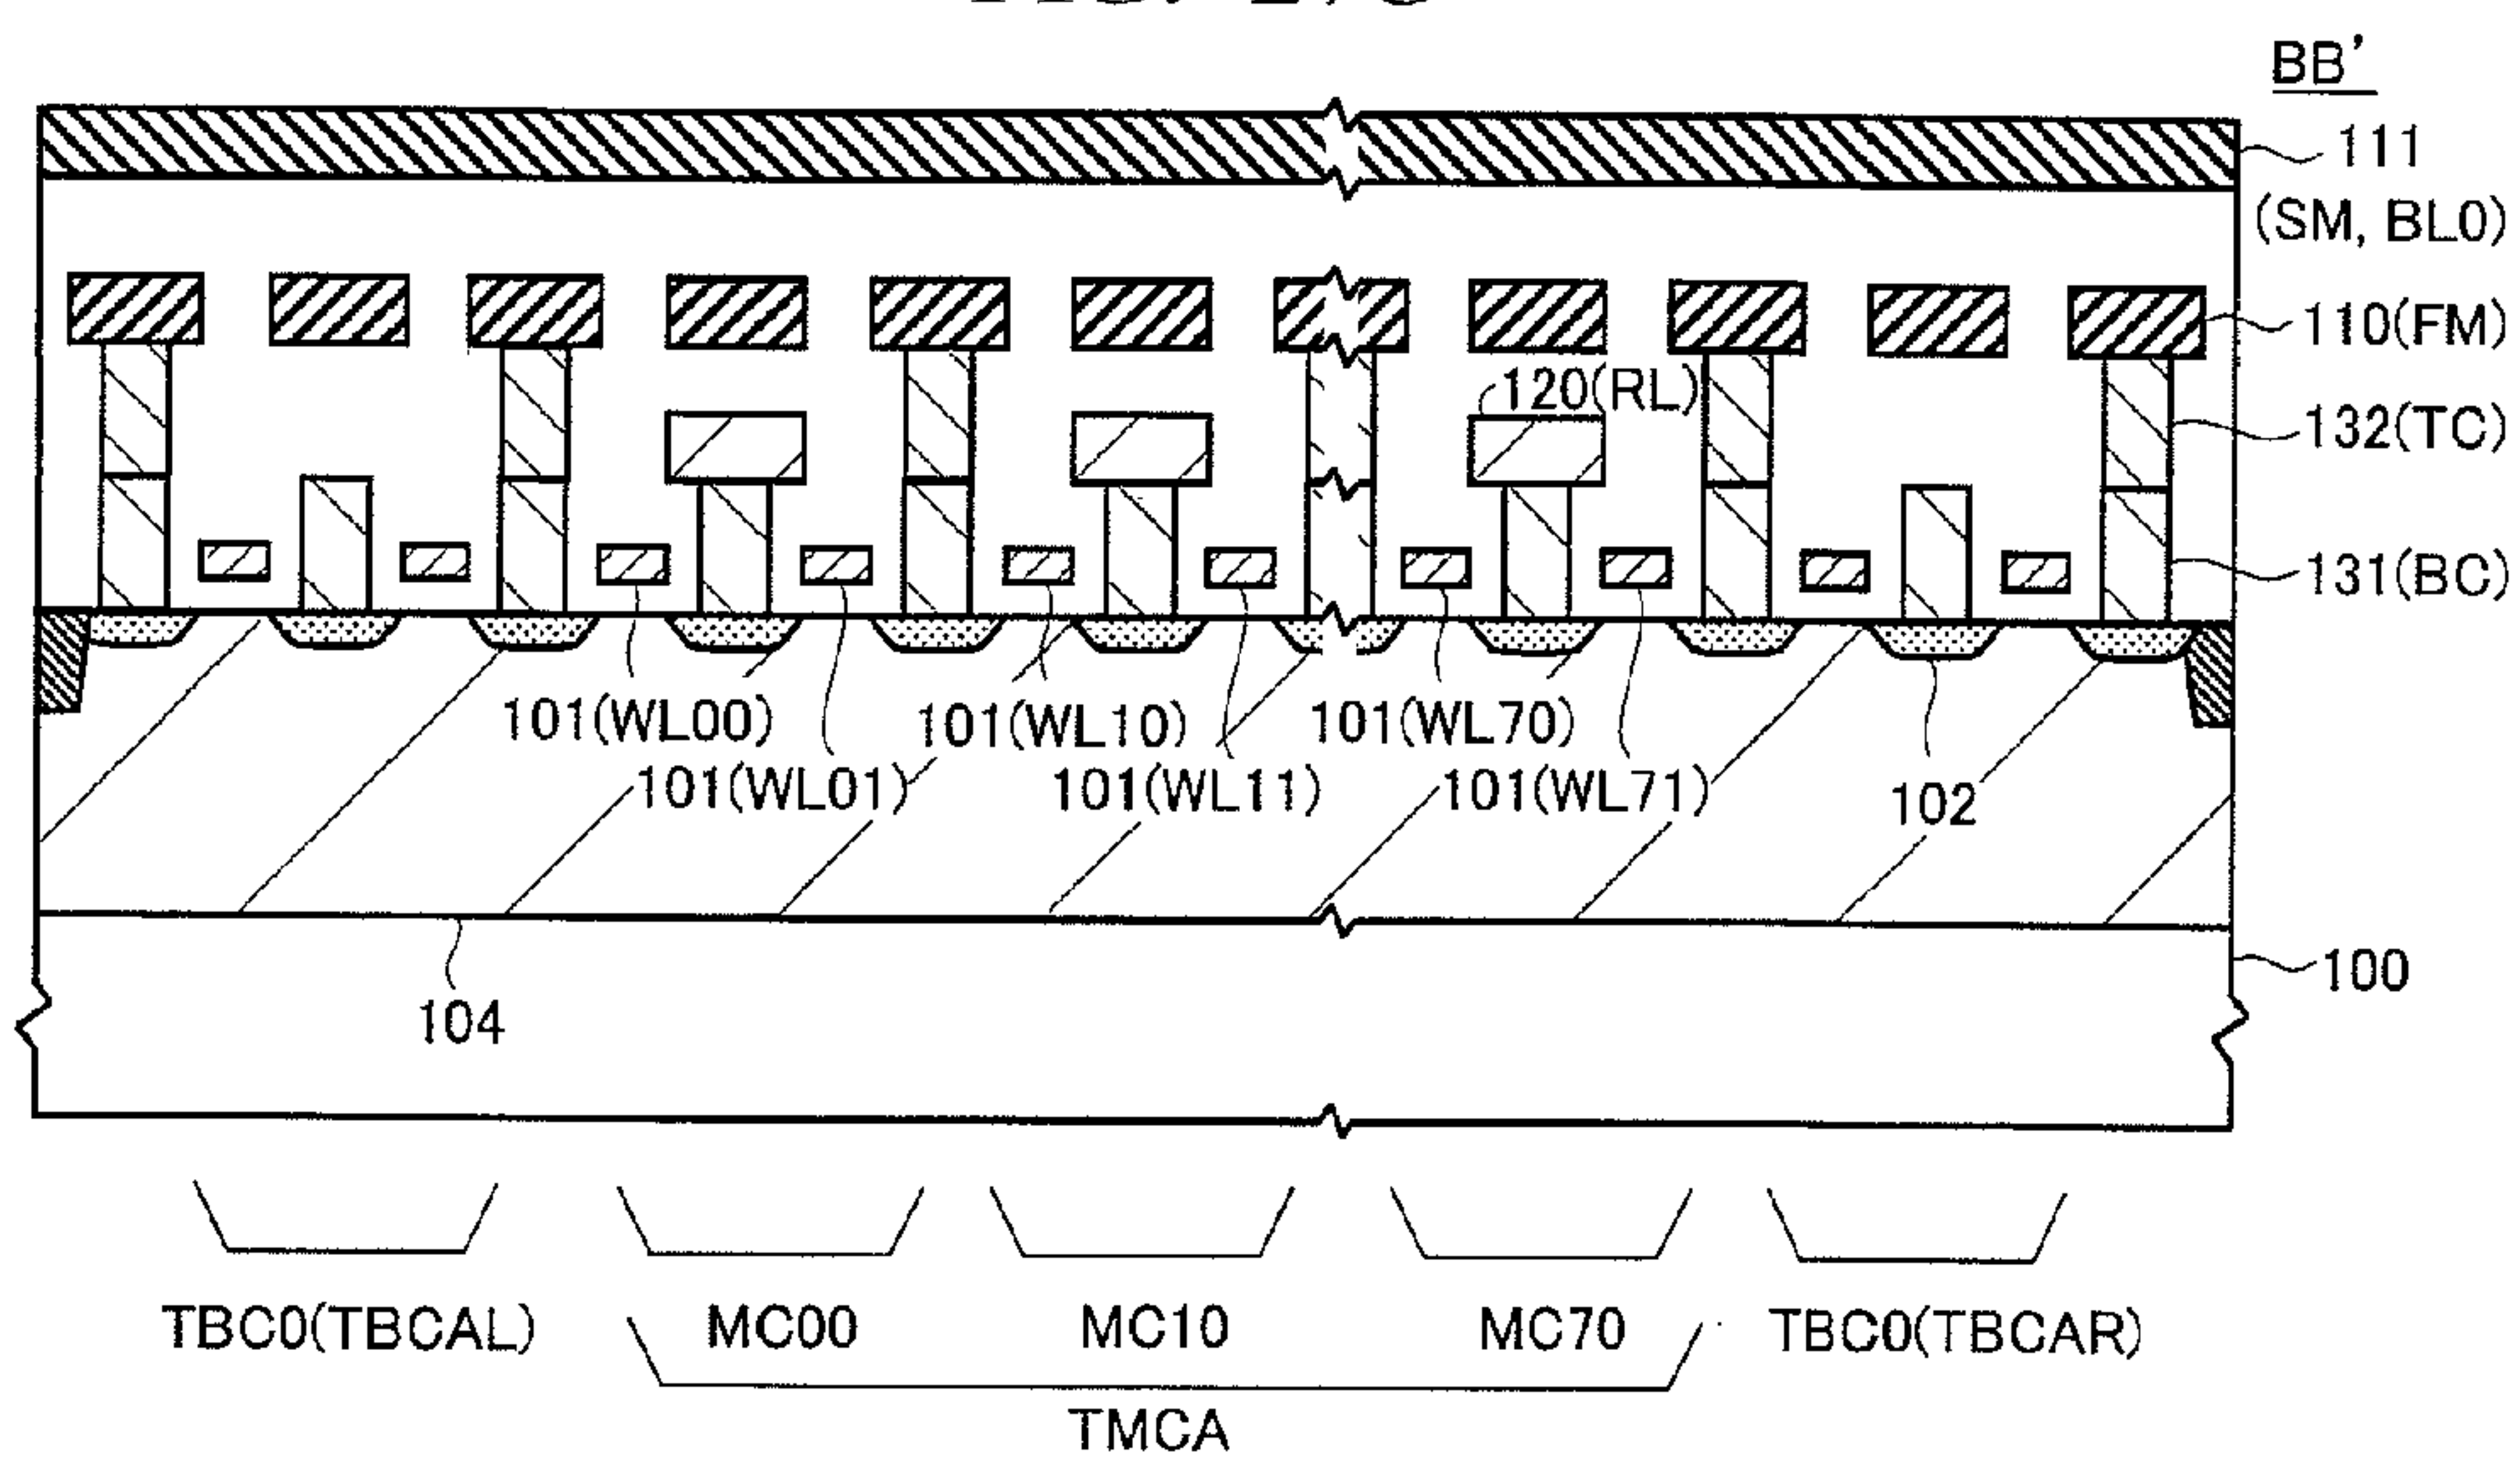 BB'
111
(SM, BL0)
110(FM)
120(RL)
132(TC)
131(BC)
101(WL00)
101(WL10)
101(WL70)
101(WL01)
101(WL11)
101(WL71)
102
100
104
TBC0(TBCAL)
MC00
MC10
MC70
TBC0(TBCAR)
TMCA